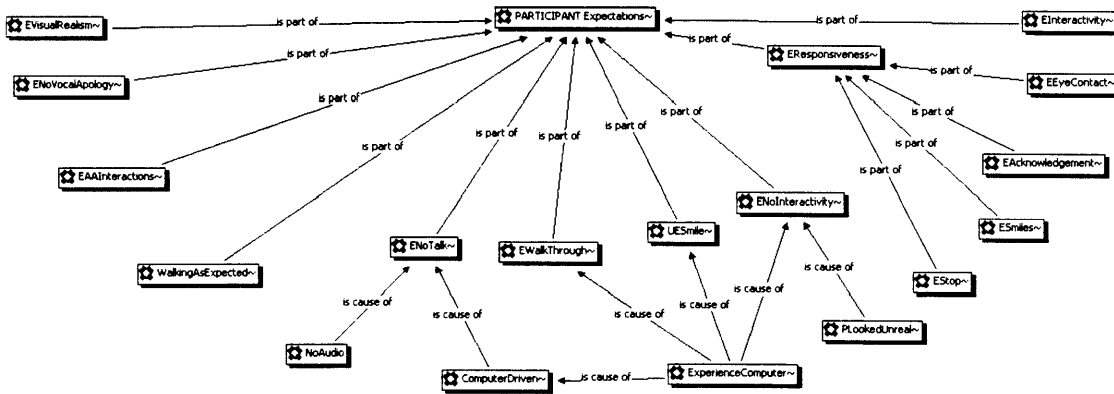 EVisualRealism~
is part of
PARTICIPANT Expectations~
is part of
EInteractivity~
is part of
is part of
EResponsiveness~
ENoVocalApology~
is part of
EEyeContact~
is part of
is part of
is part of
is part of
is part of
is part of
is part of
is part of
EAAInteractions~
EAcknowledgement~
is part of
is part of
ENoInteractivity~
WalkingAsExpected~
ENoTalk~
EWalkThrough~
UESmile~
ESmiles~
EStop~
is cause of
is cause of
is cause of
is cause of
is cause of
is cause of
NoAudio
PLookedUnreal~
ComputerDriven~
is cause of
ExperienceComputer~